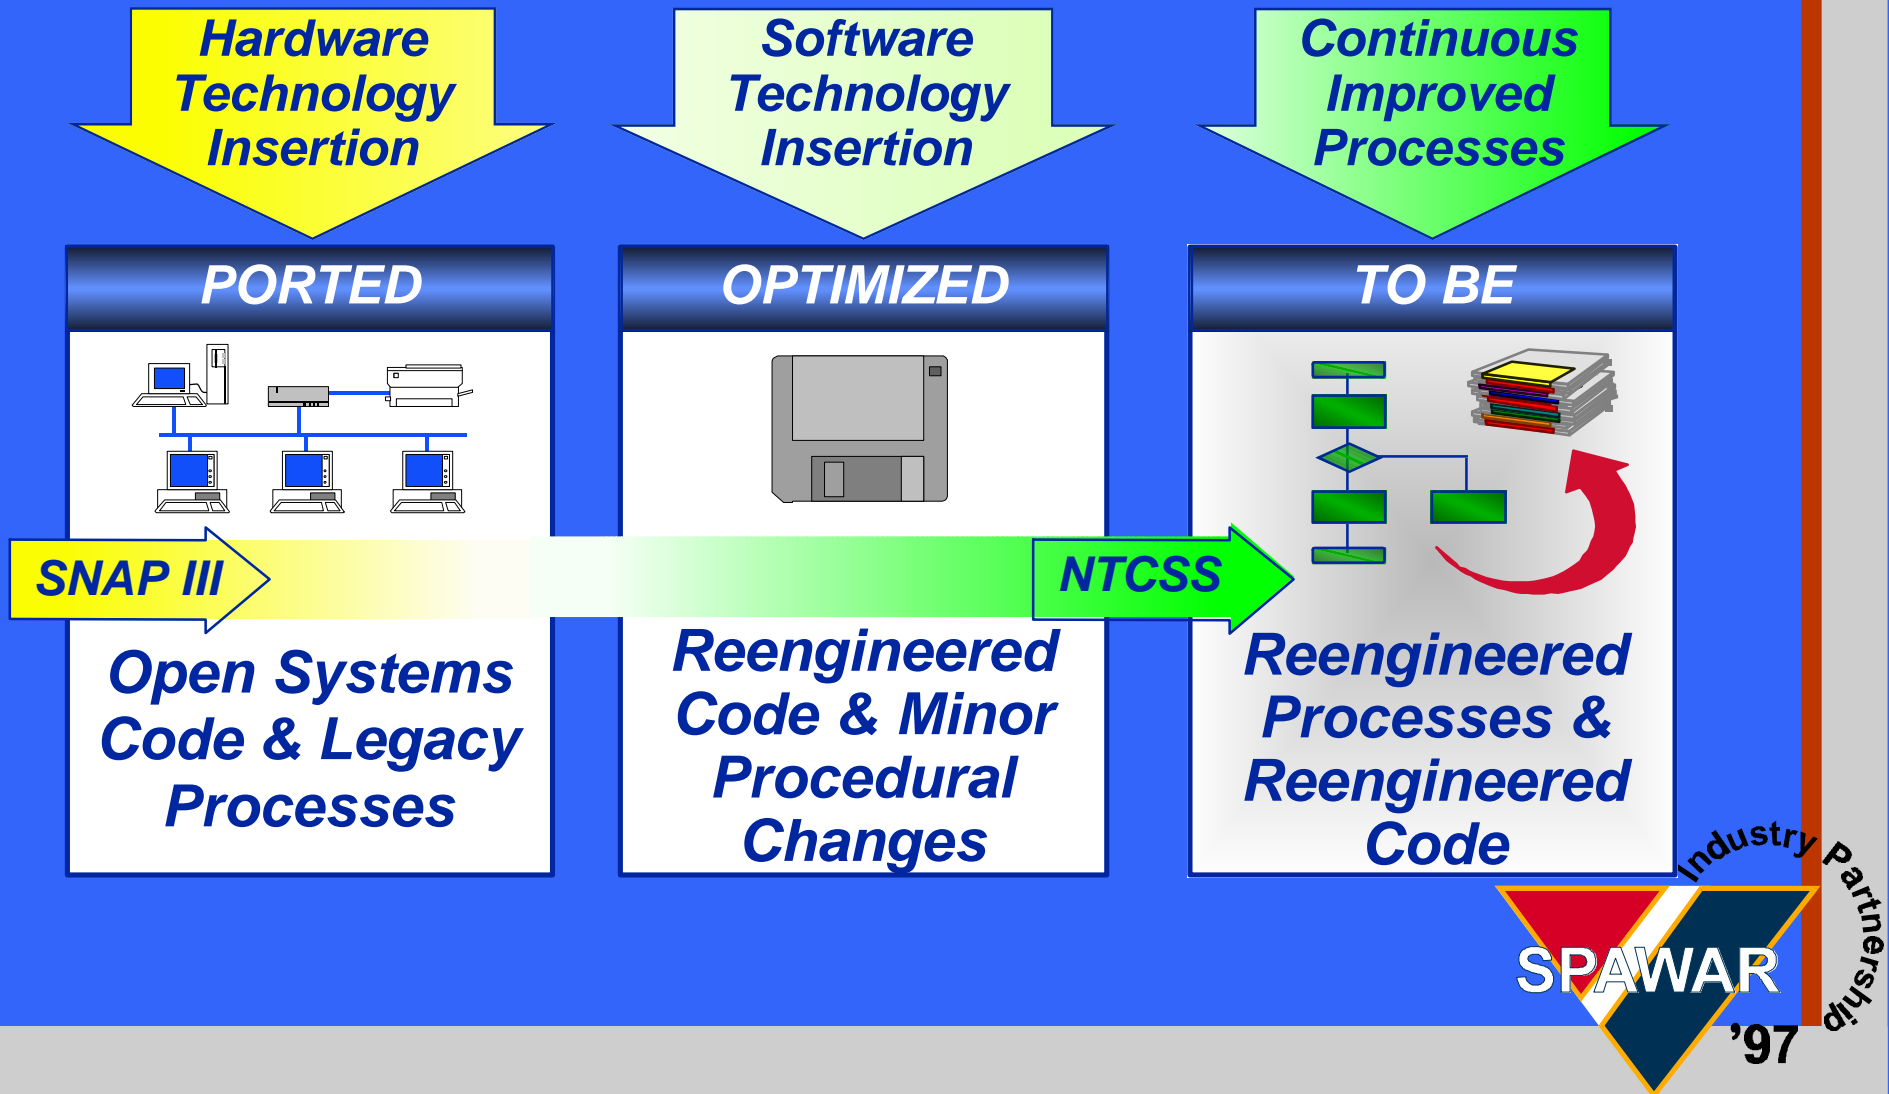 Hardware
Technology
Insertion
Software
Technology
Insertion
Continuous
Improved
Processes
PORTED
OPTIMIZED
TO BE
SNAP III
NTCSS
Open Systems
Code & Legacy
Processes
Reengineered
Code & Minor
Procedural
Changes
Reengineered
Processes &
Reengineered
Code
Industry Partnership
SPAWAR
’97